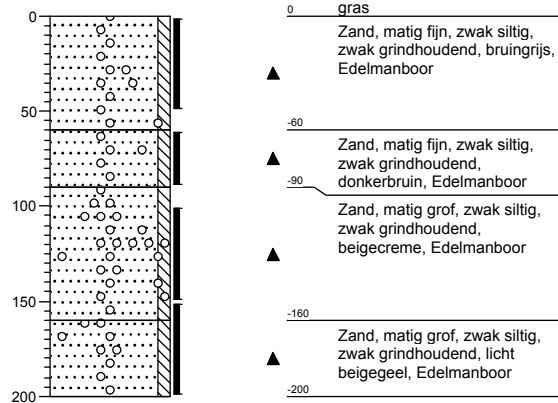 0
50
100
150
200
0
gras
Zand, matig fijn, zwak siltig,
zwak grindhoudend, bruingrijs,
Edelmanboor
-60
Zand, matig fijn, zwak siltig,
zwak grindhoudend,
donkerbruin, Edelmanboor
-90
Zand, matig grof, zwak siltig,
zwak grindhoudend,
beigecreme, Edelmanboor
-160
Zand, matig grof, zwak siltig,
zwak grindhoudend, licht
beigegeel, Edelmanboor
-200